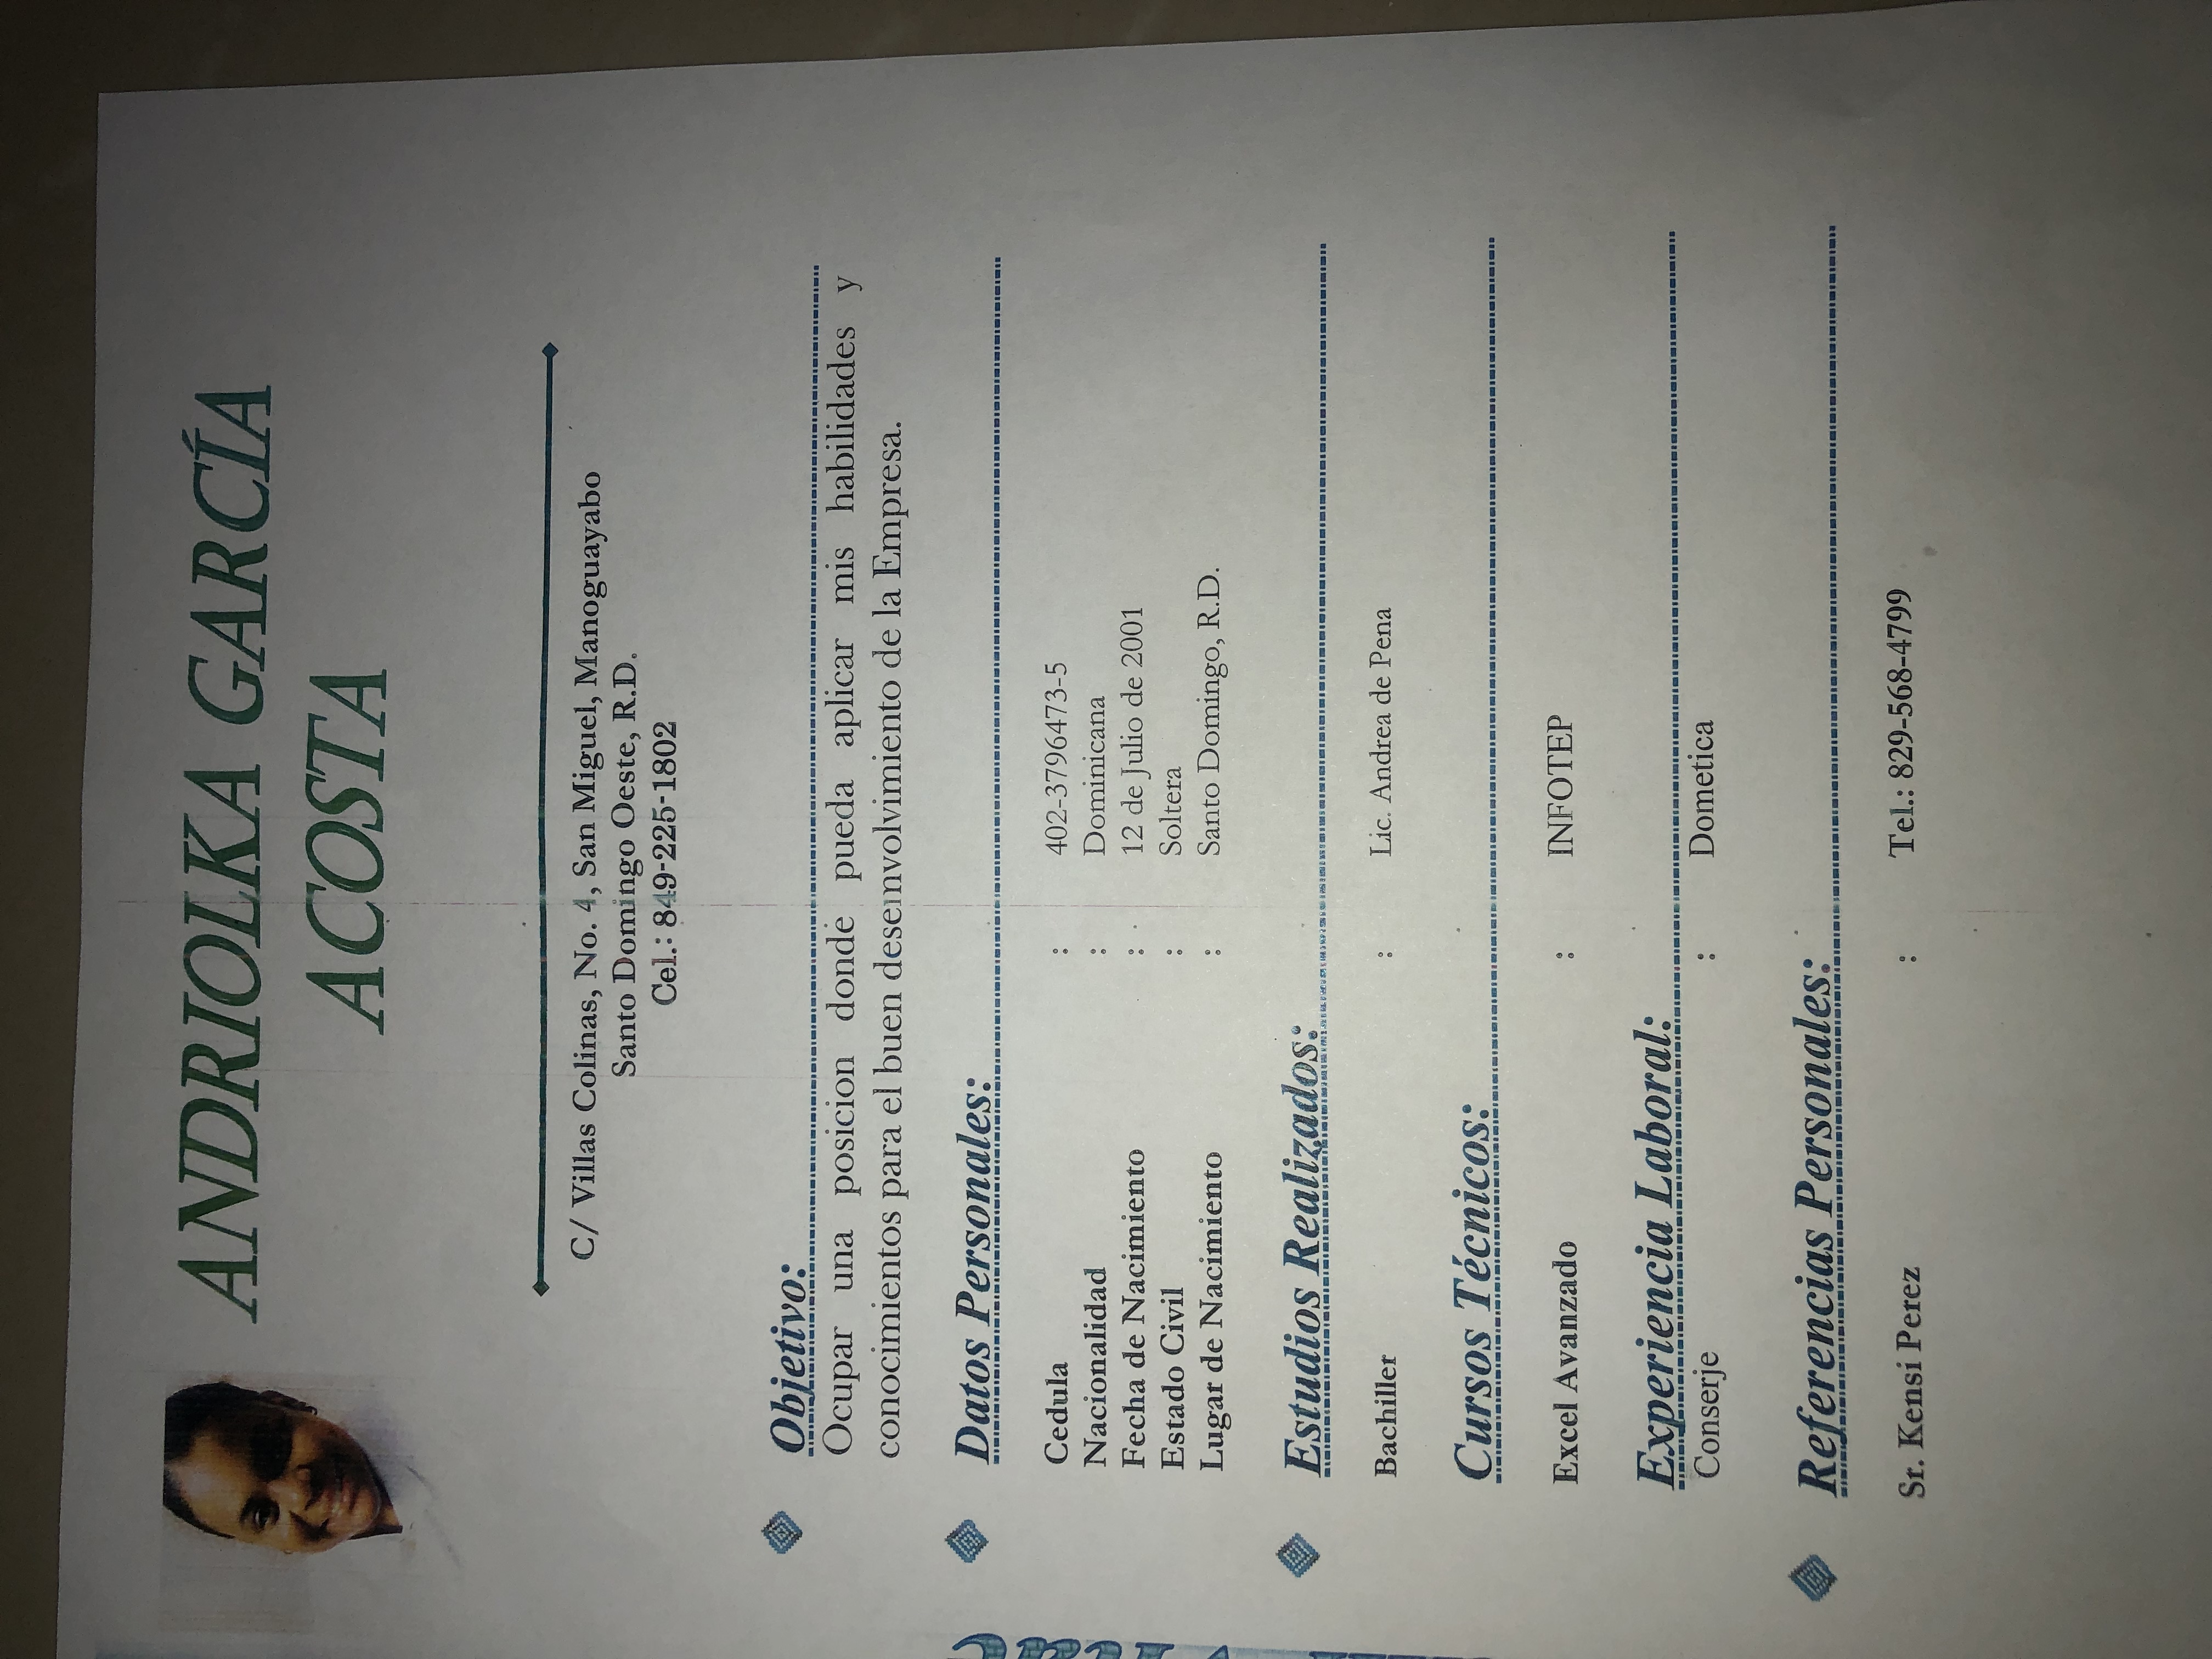 ANDRIOLKA GARCÍA
ACOSTA
C/ Villas Colinas, No. 4, San Miguel, Manoguayabo
Santo Domingo Oeste, R.D.
Cel.: 849-225-1802
Objetivo:
Ocupar una posicion donde pueda aplicar mis habilidades y
conocimientos para el buen desemvolvimiento de la Empresa.
Datos Personales:
Cedula : 402-3796473-5
Nacionalidad : Dominicana
Fecha de Nacimiento : 12 de Julio de 2001
Estado Civil : Soltera
Lugar de Nacimiento : Santo Domingo, R.D.
Estudios Realizados:
Bachiller : Lic. Andrea de Pena
Cursos Técnicos:
Excel Avanzado : INFOTEP
Experiencia Laboral:
Conserje : Dometica
Referencias Personales:
Sr. Kensi Perez : Tel.: 829-568-4799